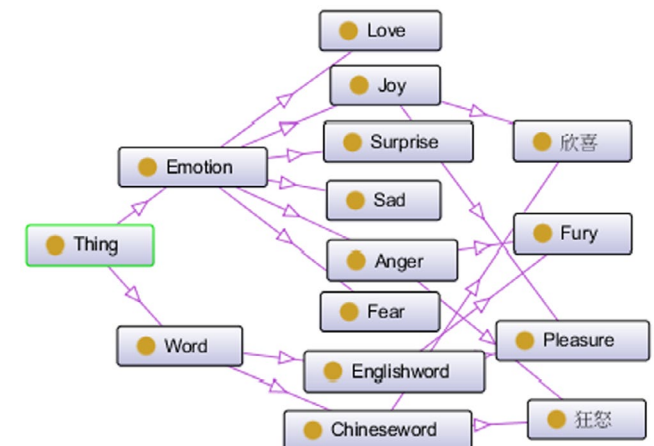 Love
Joy
Surprise
欣喜
Emotion
Sad
Fury
Thing
Anger
Fear
Word
Pleasure
Englishword
狂怒
Chineseword